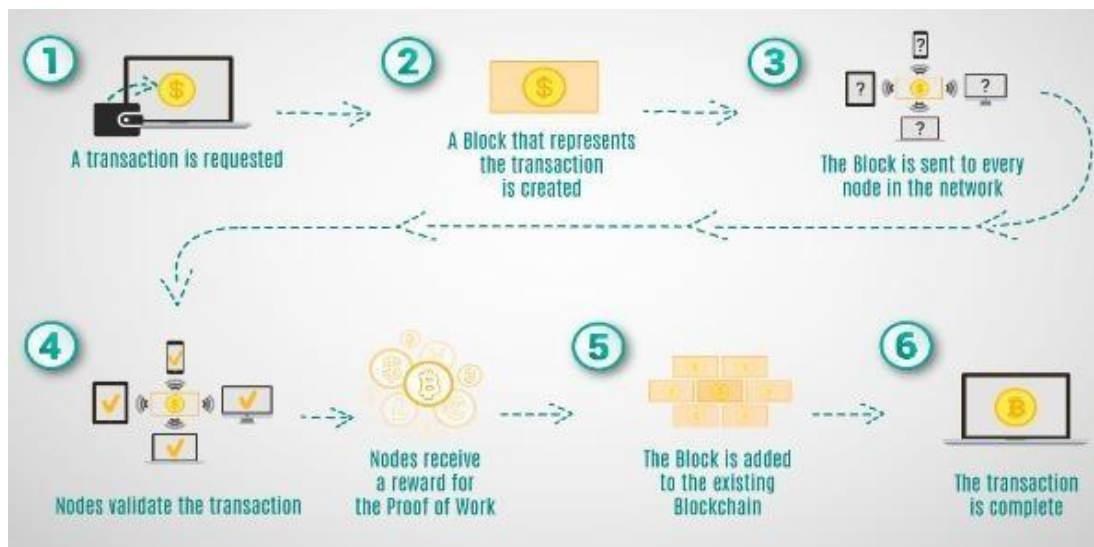 1
A transaction is requested
2
A Block that represents
the transaction
is created
3
The Block is sent to every
node in the network
4
Nodes validate the transaction
Nodes receive
a reward for
the Proof of Work
5
The Block is added
to the existing
Blockchain
6
The transaction
is complete